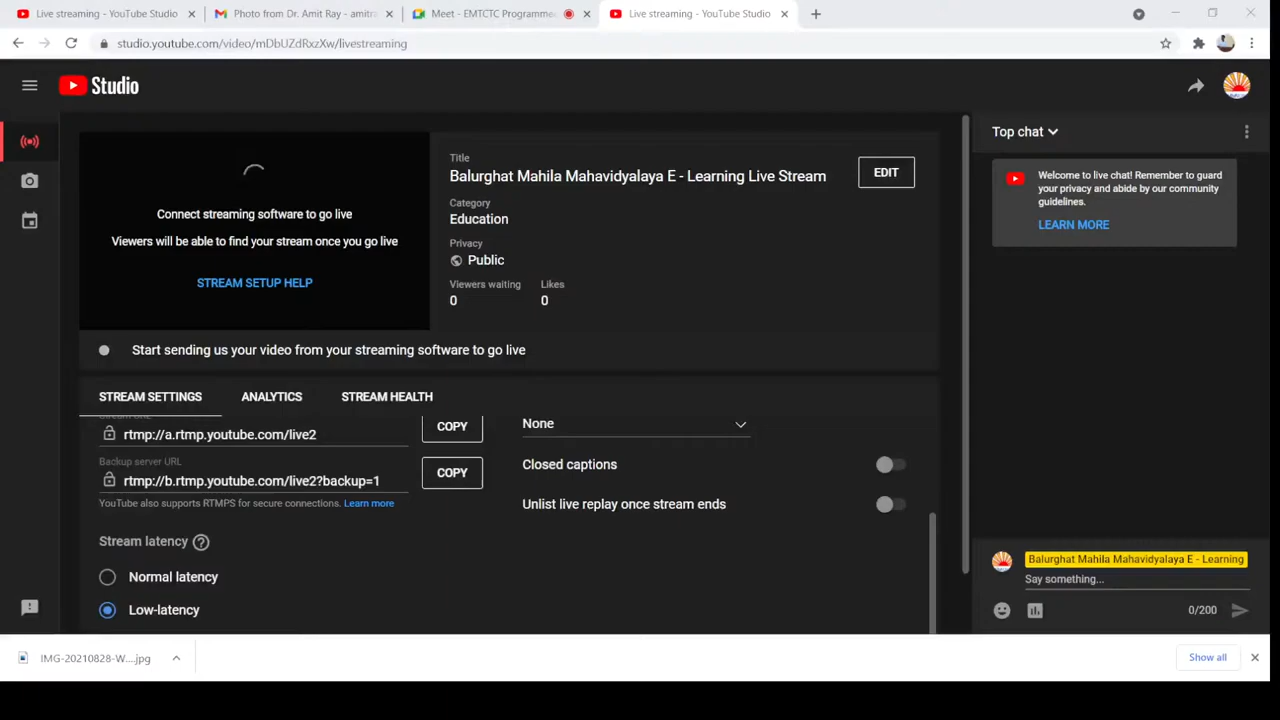 Live streaming - YouTube Studio
Photo from Dr. Amit Ray - amitra
Meet - EMTCTC Programme
Live streaming - YouTube Studio
studio.youtube.com/video/mDbUZdRxzXw/livestreaming
Studio
Connect streaming software to go live
Viewers will be able to find your stream once you go live
STREAM SETUP HELP
Title
Balurghat Mahila Mahavidyalaya E - Learning Live Stream
EDIT
Category
Education
Privacy
Public
Viewers waiting
Likes
0
0
Start sending us your video from your streaming software to go live
STREAM SETTINGS
ANALYTICS
STREAM HEALTH
Stream URL
rtmp://a.rtmp.youtube.com/live2
COPY
Backup server URL
rtmp://b.rtmp.youtube.com/live2?backup=1
COPY
YouTube also supports RTMPS for secure connections. Learn more
Stream latency
Normal latency
Low-latency
None
Closed captions
Unlist live replay once stream ends
Top chat
Welcome to live chat! Remember to guard
your privacy and abide by our community
guidelines.
LEARN MORE
Balurghat Mahila Mahavidyalaya E - Learning
Say something...
0/200
IMG-20210828-W....jpg
Show all